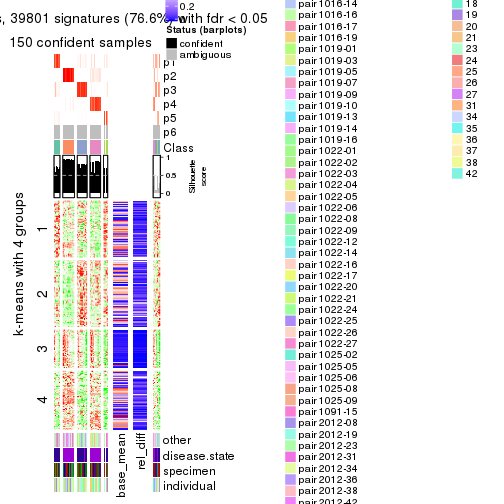 s, 39801 signatures (76.6%) with fdr < 0.05
150 confident samples
0.2
Status (barplots)
confident
ambiguous
p1
p2
p3
p4
p5
p6
Class
1
0.5
0
Silhouette
score
k-means with 4 groups
1
2
3
4
base_mean
rel_diff
other
disease.state
specimen
individual
pair1016-14
pair1016-16
pair1016-17
pair1016-19
pair1019-01
pair1019-03
pair1019-05
pair1019-07
pair1019-09
pair1019-10
pair1019-13
pair1019-14
pair1019-16
pair1022-01
pair1022-02
pair1022-03
pair1022-04
pair1022-05
pair1022-06
pair1022-08
pair1022-09
pair1022-12
pair1022-14
pair1022-16
pair1022-17
pair1022-20
pair1022-21
pair1022-24
pair1022-25
pair1022-26
pair1022-27
pair1025-02
pair1025-05
pair1025-06
pair1025-08
pair1025-09
pair1091-15
pair2012-08
pair2012-19
pair2012-23
pair2012-31
pair2012-34
pair2012-36
pair2012-38
pair2012-42
18
19
20
21
23
24
25
26
27
31
34
35
36
37
38
42